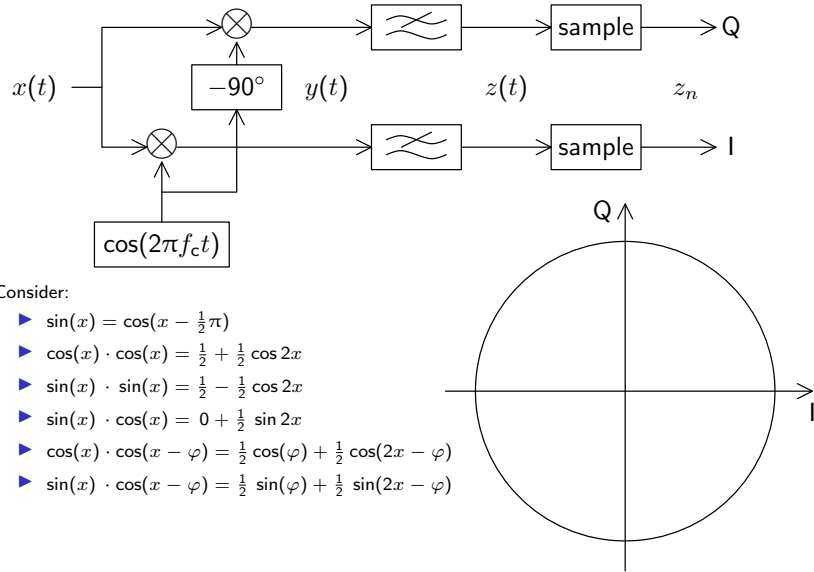 Q
sample
x(t) −90° y(t) z(t) zₙ
sample I
cos(2πf_c t)
Q
I
Consider:
▶ sin(x) = cos(x − ½π)
▶ cos(x) · cos(x) = ½ + ½ cos 2x
▶ sin(x) · sin(x) = ½ − ½ cos 2x
▶ sin(x) · cos(x) = 0 + ½ sin 2x
▶ cos(x) · cos(x − φ) = ½ cos(φ) + ½ cos(2x − φ)
▶ sin(x) · cos(x − φ) = ½ sin(φ) + ½ sin(2x − φ)